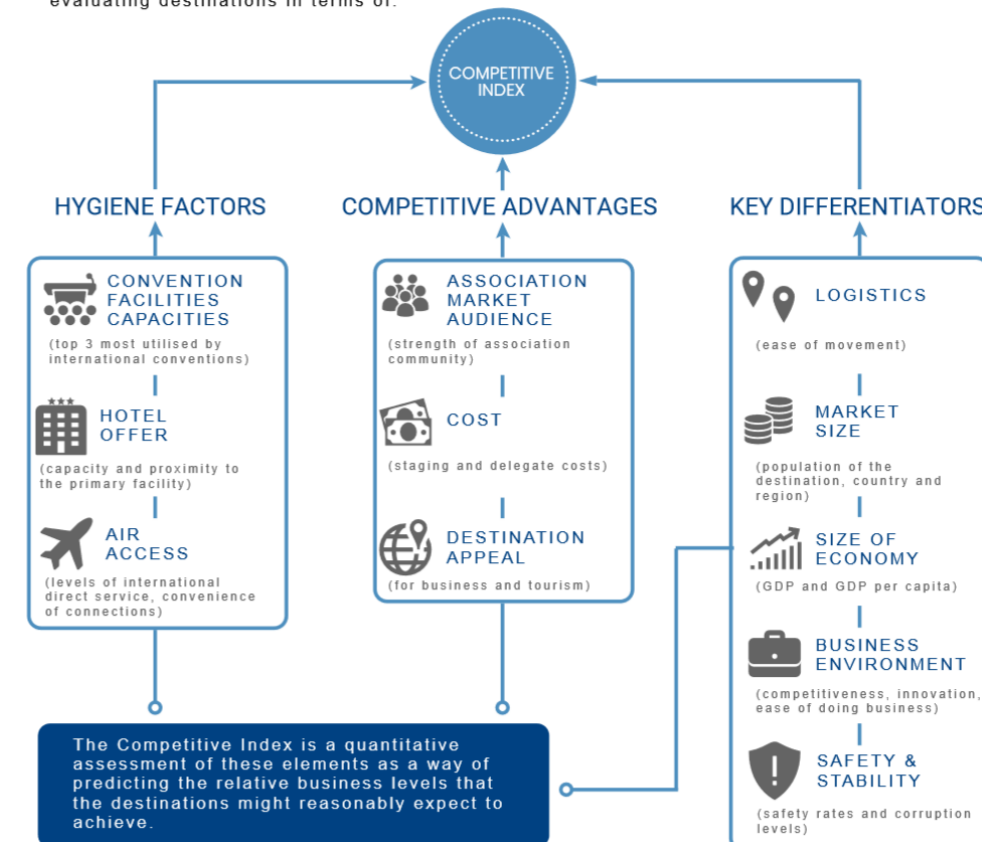 evaluating destinations in terms of:
COMPETITIVE
INDEX
HYGIENE FACTORS
CONVENTION
FACILITIES
CAPACITIES
(top 3 most utilised by
international conventions)
HOTEL
OFFER
(capacity and proximity to
the primary facility)
AIR
ACCESS
(levels of international
direct service, convenience
of connections)
COMPETITIVE ADVANTAGES
ASSOCIATION
MARKET
AUDIENCE
(strength of association
community)
COST
(staging and delegate costs)
DESTINATION
APPEAL
(for business and tourism)
KEY DIFFERENTIATORS
LOGISTICS
(ease of movement)
MARKET
SIZE
(population of the
destination, country and
region)
SIZE OF
ECONOMY
(GDP and GDP per capita)
BUSINESS
ENVIRONMENT
(competitiveness, innovation,
ease of doing business)
SAFETY &
STABILITY
(safety rates and corruption
levels)
The Competitive Index is a quantitative
assessment of these elements as a way of
predicting the relative business levels that
the destinations might reasonably expect to
achieve.